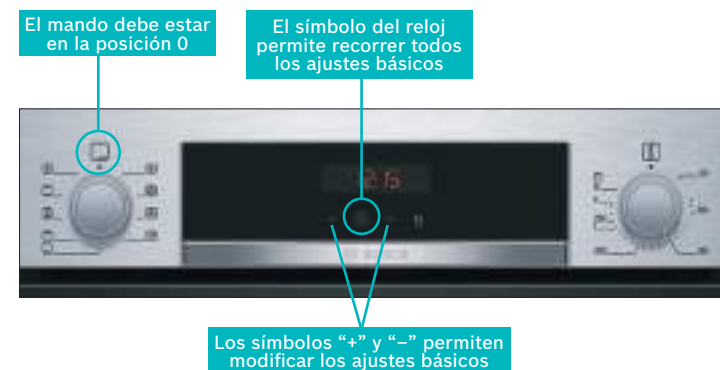 El mando debe estar
en la posición 0
El símbolo del reloj
permite recorrer todos
los ajustes básicos
Los símbolos “+” y “–” permiten
modificar los ajustes básicos